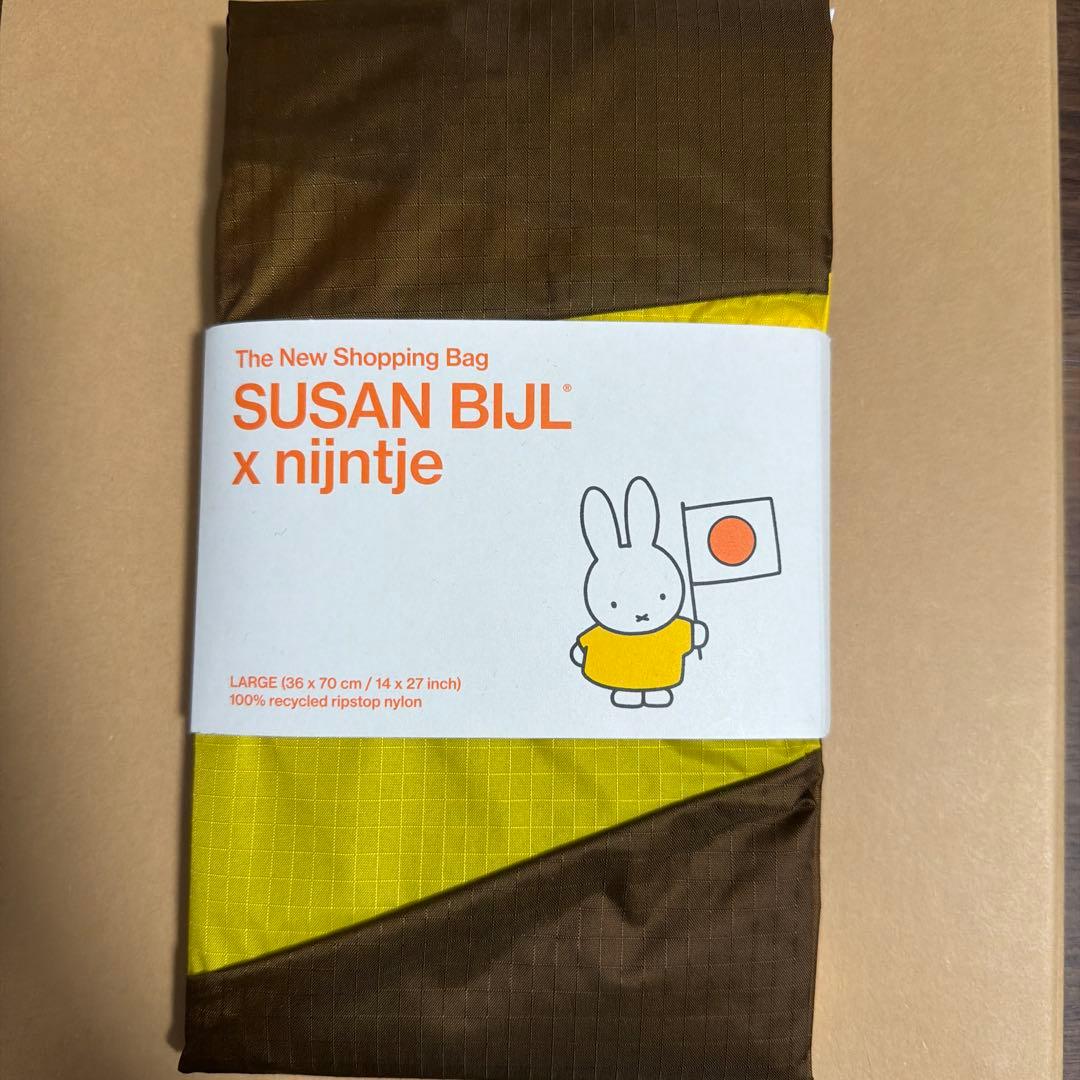 The New Shopping Bag
SUSAN BIJL®
x nijntje
LARGE (36 x 70 cm / 14 x 27 inch)
100% recycled ripstop nylon